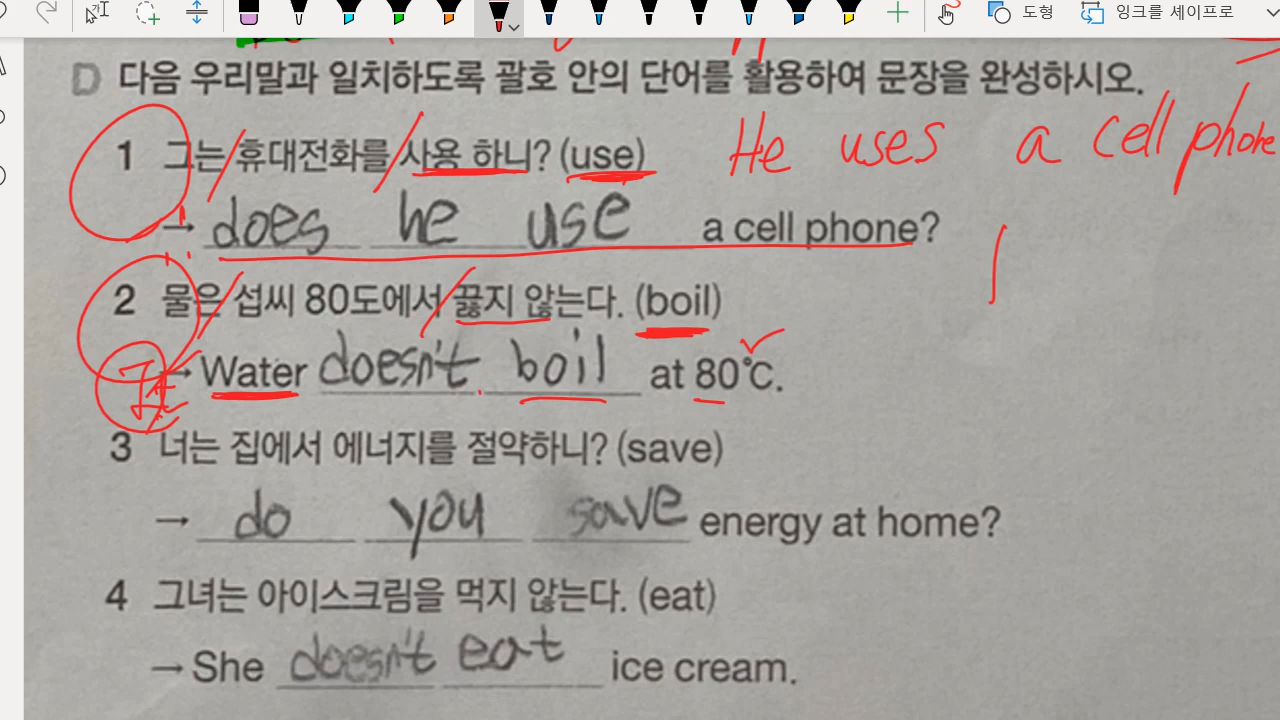 도형 잉크를 셰이프로
D 다음 우리말과 일치하도록 괄호 안의 단어를 활용하여 문장을 완성하시오.
1 그는 휴대전화를 사용 하니? (use) He uses a cell phone
→ does he use a cell phone?
2 물은 섭씨 80도에서 끓지 않는다. (boil)
It → Water doesn't boil at 80℃.
3 너는 집에서 에너지를 절약하니? (save)
→ do you save energy at home?
4 그녀는 아이스크림을 먹지 않는다. (eat)
→ She doesn't eat ice cream.